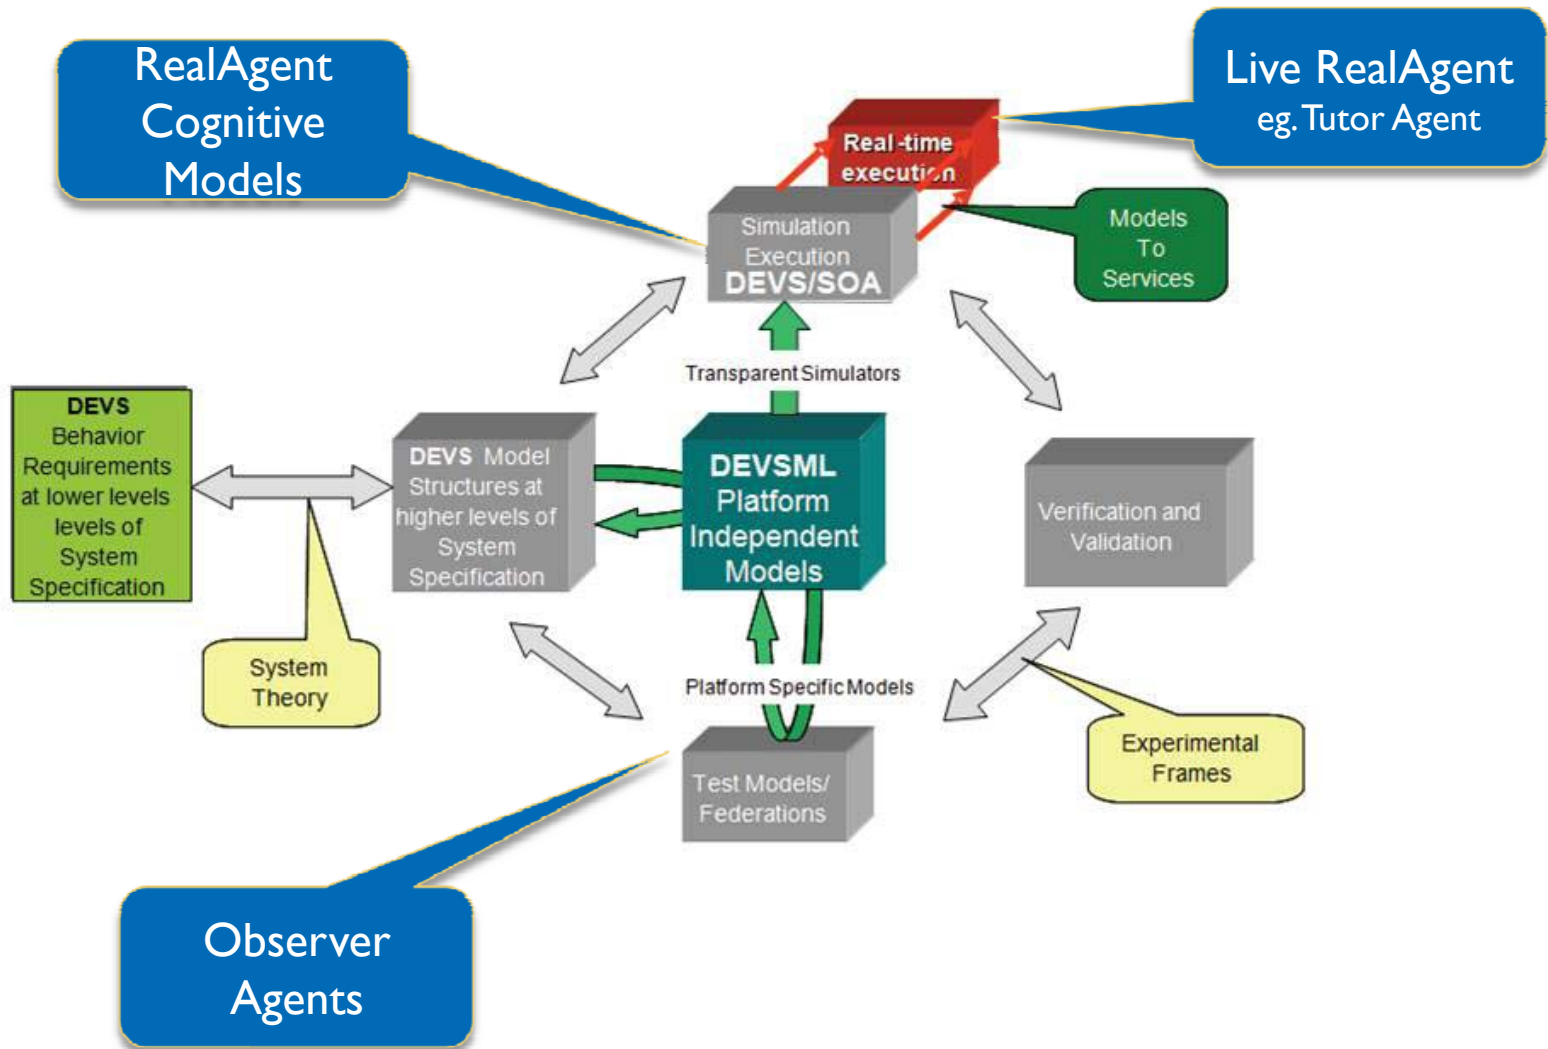 RealAgent
Cognitive
Models
Live RealAgent
eg. Tutor Agent
Real-time
execution
Simulation
Execution
DEVS/SOA
Models
To
Services
Transparent Simulators
DEVS
Behavior
Requirements
at lower levels
levels of
System
Specification
DEVS Model
Structures at
higher levels of
System
Specification
DEVSML
Platform
Independent
Models
Verification and
Validation
System
Theory
Platform Specific Models
Experimental
Frames
Test Models/
Federations
Observer
Agents